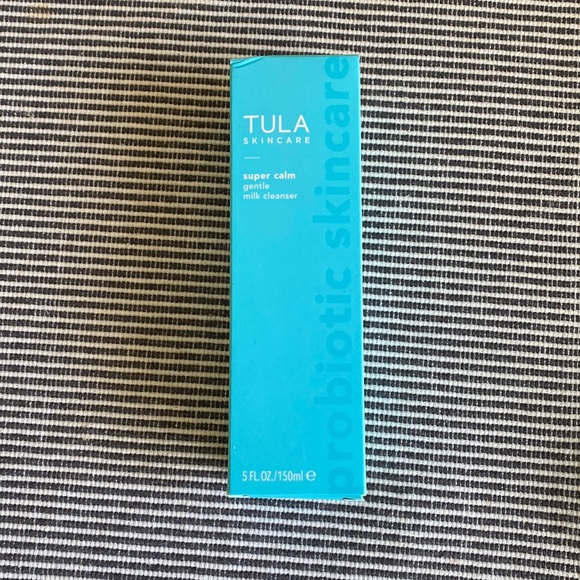 TULA
SKINCARE
super calm
gentle
milk cleanser
5 FL.OZ./150ml ℮
probiotic skincare